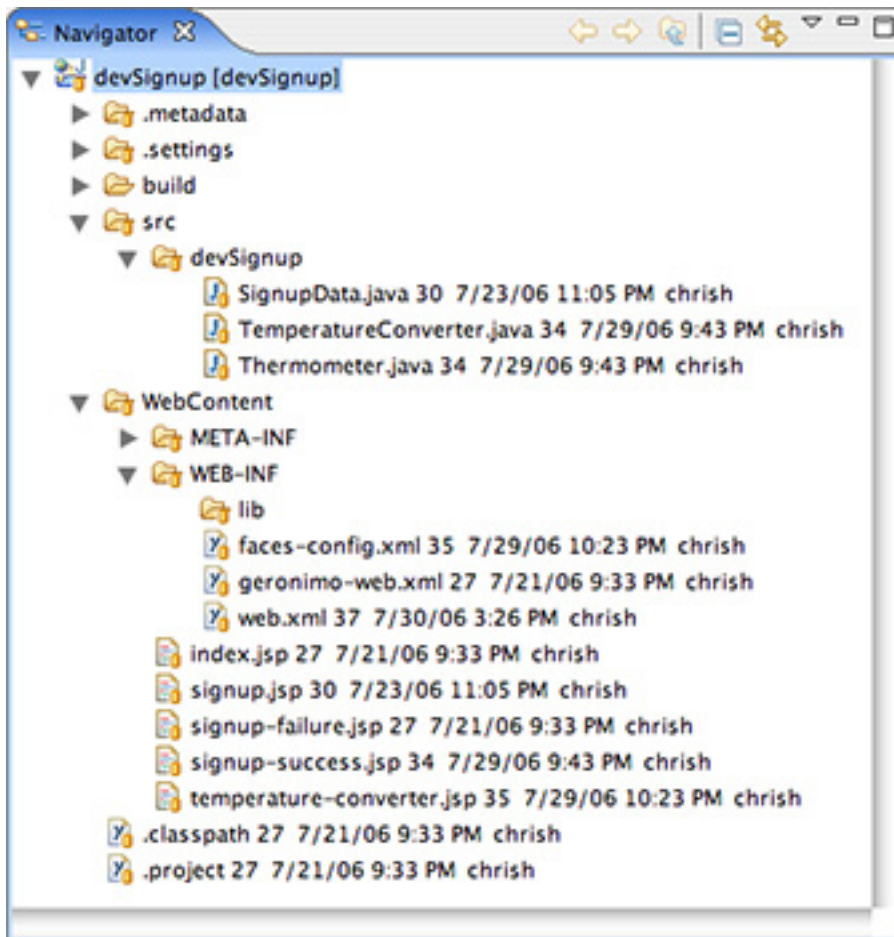 Navigator
devSignup [devSignup]
.metadata
.settings
build
src
devSignup
SignupData.java 30 7/23/06 11:05 PM chrish
TemperatureConverter.java 34 7/29/06 9:43 PM chrish
Thermometer.java 34 7/29/06 9:43 PM chrish
WebContent
META-INF
WEB-INF
lib
faces-config.xml 35 7/29/06 10:23 PM chrish
geronimo-web.xml 27 7/21/06 9:33 PM chrish
web.xml 37 7/30/06 3:26 PM chrish
index.jsp 27 7/21/06 9:33 PM chrish
signup.jsp 30 7/23/06 11:05 PM chrish
signup-failure.jsp 27 7/21/06 9:33 PM chrish
signup-success.jsp 34 7/29/06 9:43 PM chrish
temperature-converter.jsp 35 7/29/06 10:23 PM chrish
.classpath 27 7/21/06 9:33 PM chrish
.project 27 7/21/06 9:33 PM chrish